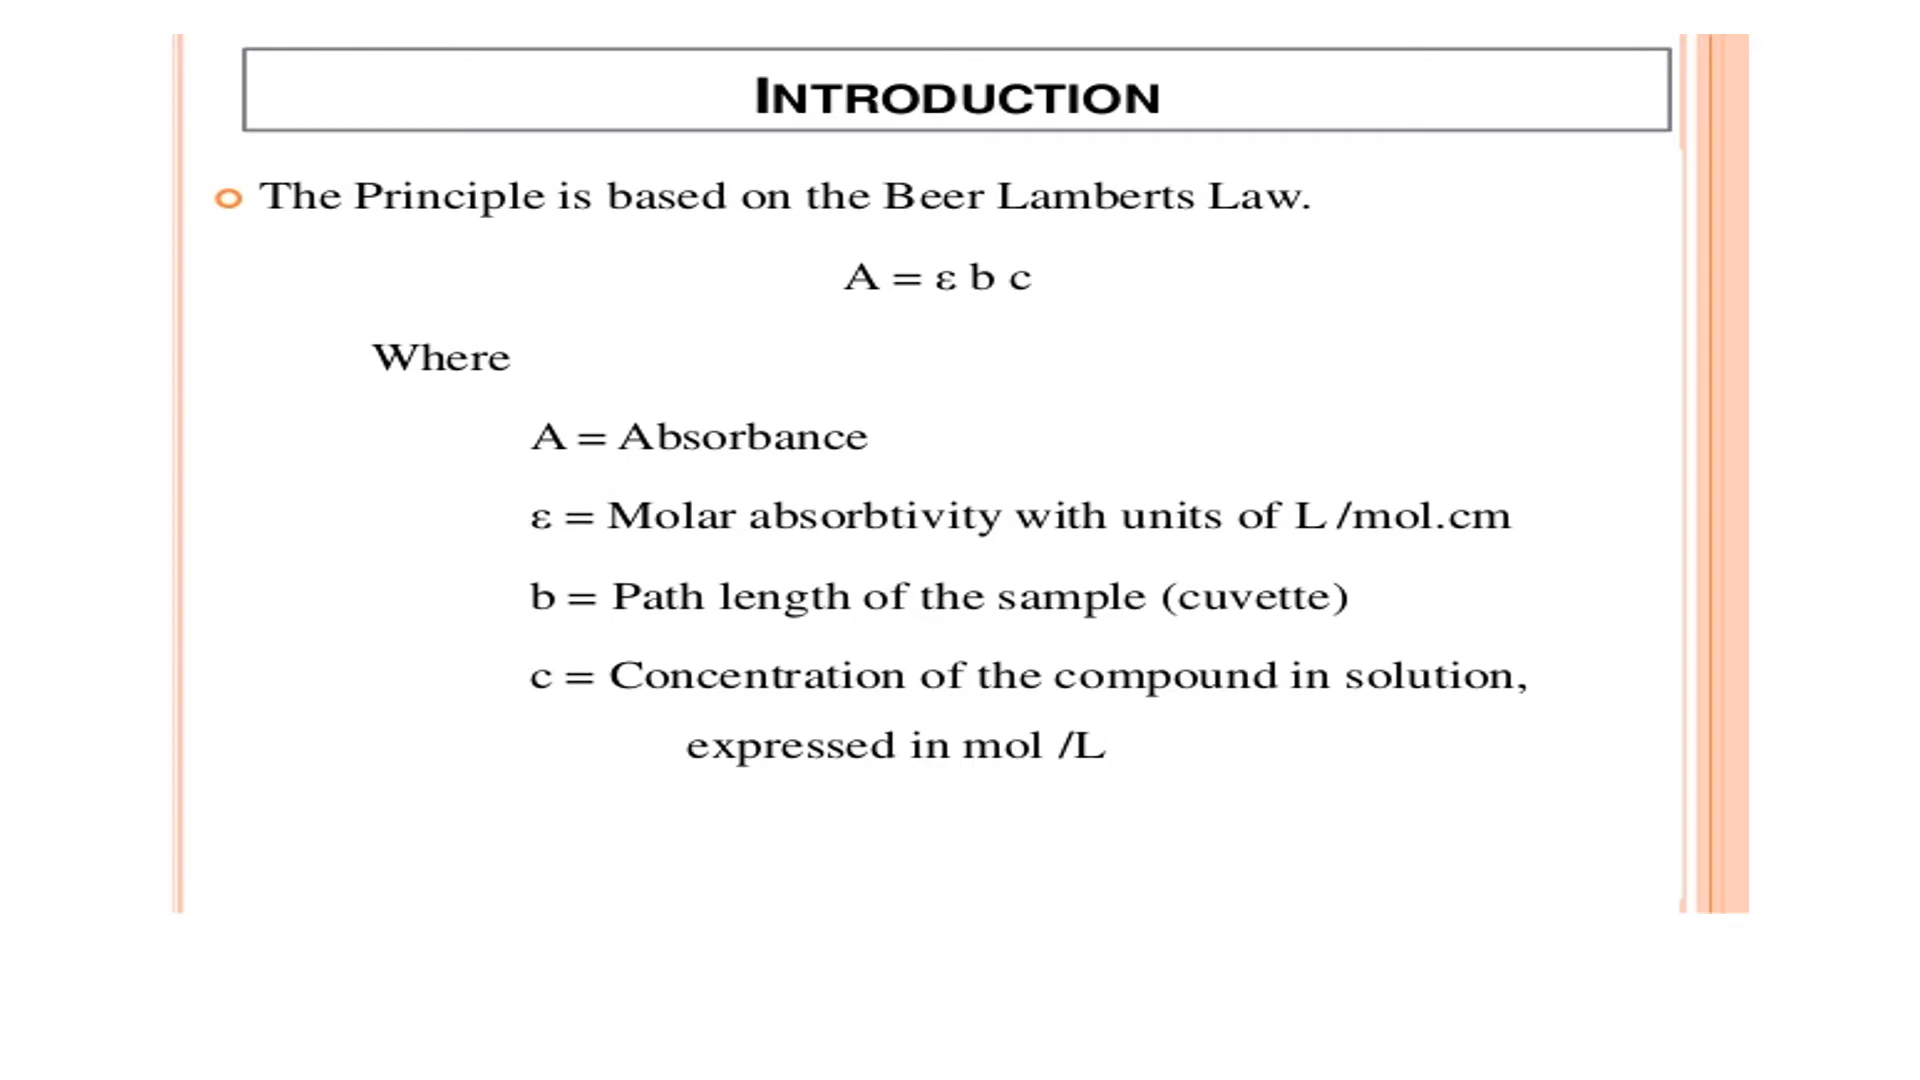 INTRODUCTION
The Principle is based on the Beer Lamberts Law.
A = ε b c
Where
A = Absorbance
ε = Molar absorbtivity with units of L /mol.cm
b = Path length of the sample (cuvette)
c = Concentration of the compound in solution,
expressed in mol /L